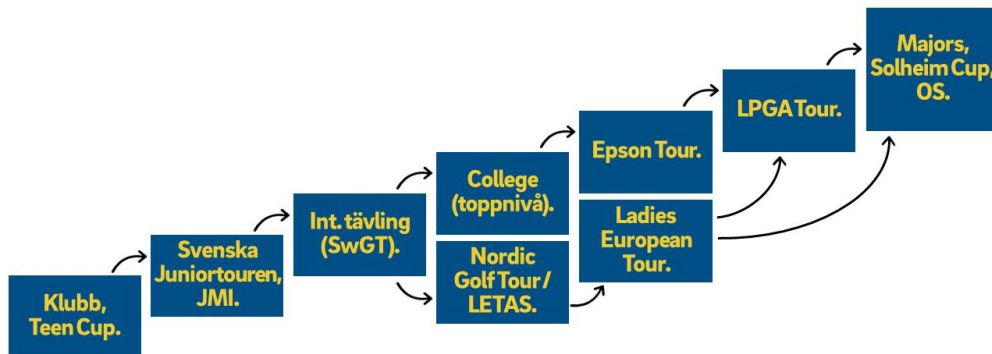 Klubb,
Teen Cup.
Svenska
Juniortouren,
JMI.
Int. tävling
(SwGT).
College
(toppnivå).
Nordic
Golf Tour /
LETAS.
Epson Tour.
Ladies
European
Tour.
LPGA Tour.
Majors,
Solheim Cup,
OS.